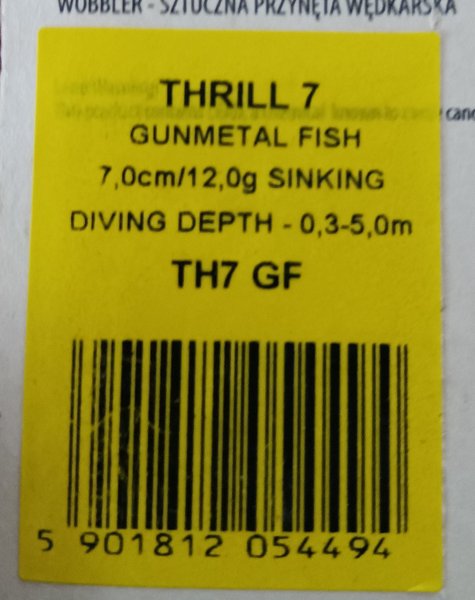 WOBBLER - SZTUCZNA PRZYNĘTA WĘDKARSKA
THRILL 7
GUNMETAL FISH
7,0cm/12,0g SINKING
DIVING DEPTH - 0,3-5,0m
TH7 GF
5 901812 054494